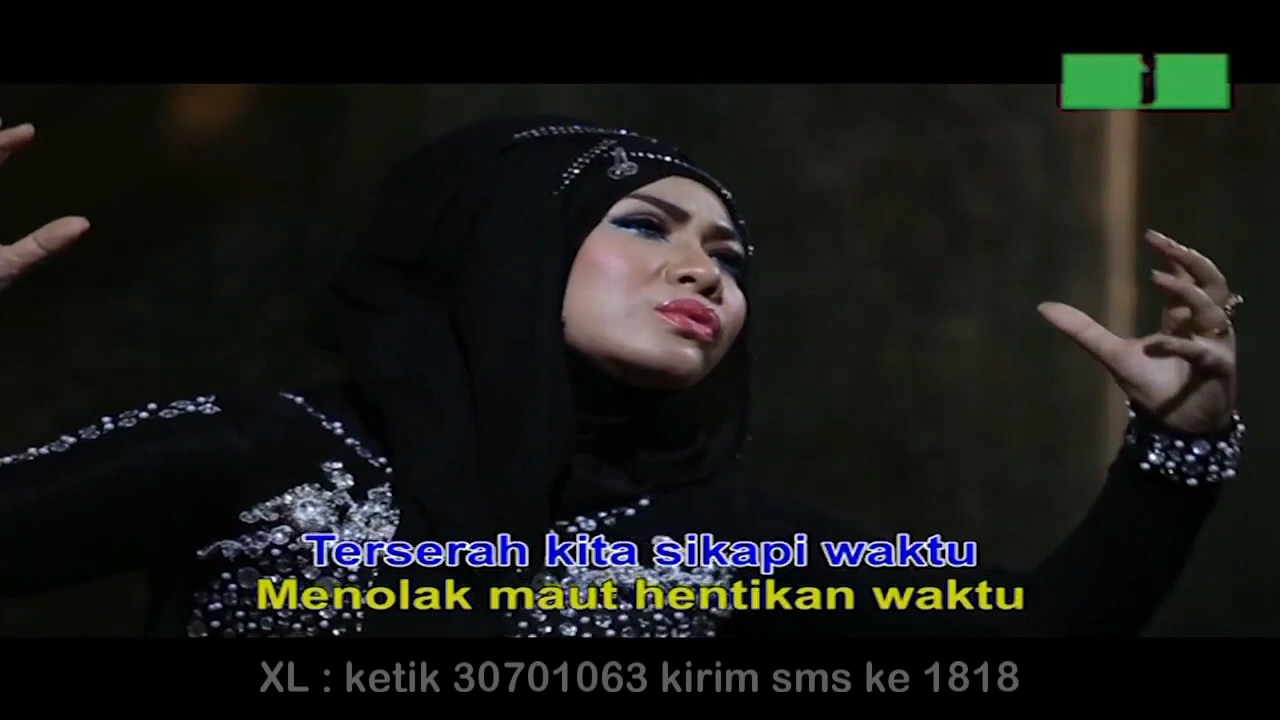 Terserah kita sikapi waktu
Menolak maut hentikan waktu
XL : ketik 30701063 kirim sms ke 1818